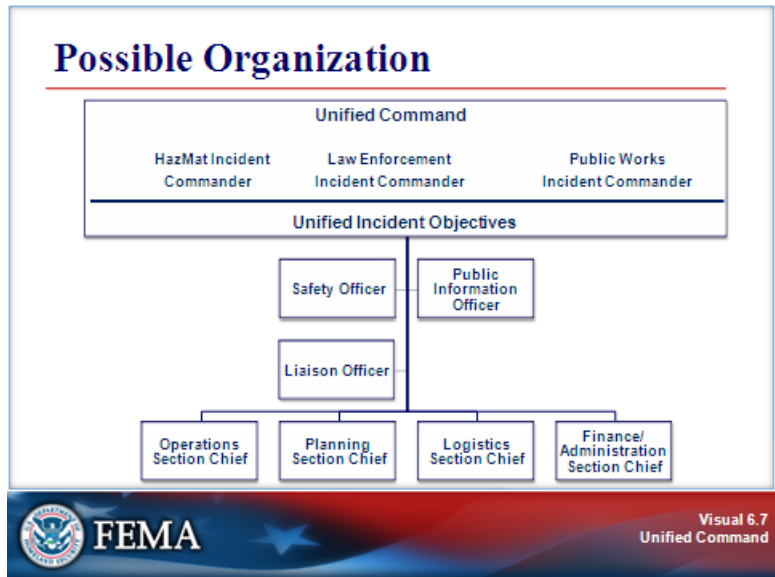 Possible Organization
Unified Command
HazMat Incident
Commander
Law Enforcement
Incident Commander
Public Works
Incident Commander
Unified Incident Objectives
Safety Officer
Public
Information
Officer
Liaison Officer
Operations
Section Chief
Planning
Section Chief
Logistics
Section Chief
Finance/
Administration
Section Chief
FEMA
Visual 6.7
Unified Command